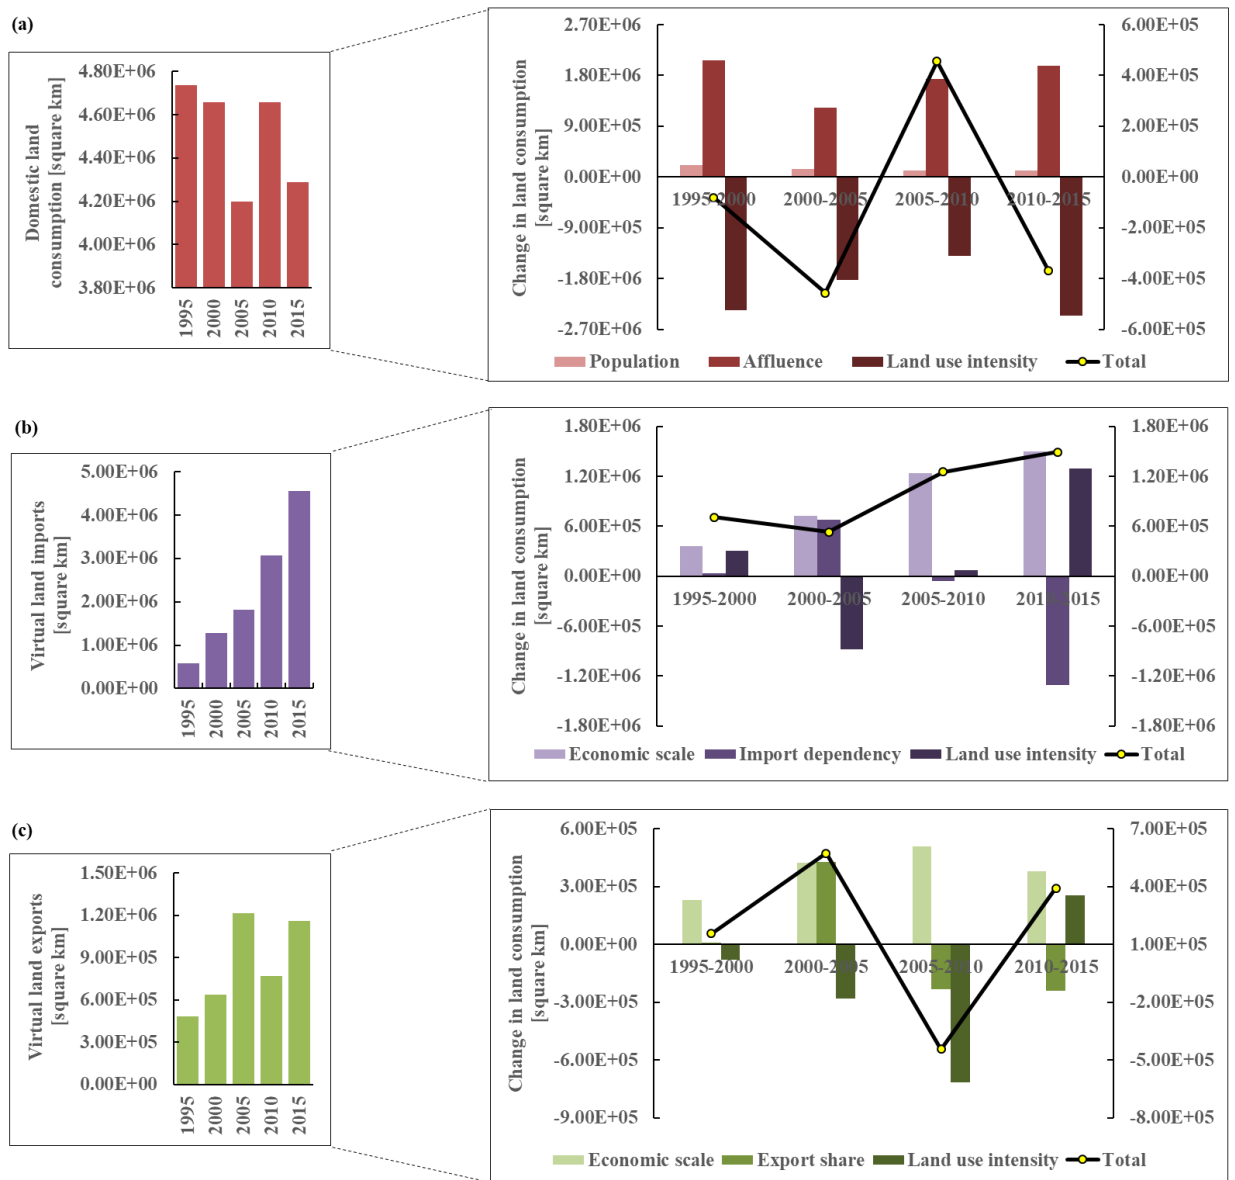 (a)
Domestic land
consumption [square km]
4.80E+06
4.60E+06
4.40E+06
4.20E+06
4.00E+06
3.80E+06
1995
2000
2005
2010
2015
Change in land consumption
[square km]
2.70E+06
1.80E+06
9.00E+05
0.00E+00
-9.00E+05
-1.80E+06
-2.70E+06
1995-2000
2000-2005
2005-2010
2010-2015
6.00E+05
4.00E+05
2.00E+05
0.00E+00
-2.00E+05
-4.00E+05
-6.00E+05
Population Affluence Land use intensity Total
(b)
Virtual land imports
[square km]
5.00E+06
4.00E+06
3.00E+06
2.00E+06
1.00E+06
0.00E+00
1995
2000
2005
2010
2015
Change in land consumption
[square km]
1.80E+06
1.20E+06
6.00E+05
0.00E+00
-6.00E+05
-1.20E+06
-1.80E+06
1995-2000
2000-2005
2005-2010
2010-2015
1.80E+06
1.20E+06
6.00E+05
0.00E+00
-6.00E+05
-1.20E+06
-1.80E+06
Economic scale Import dependency Land use intensity Total
(c)
Virtual land exports
[square km]
1.50E+06
1.20E+06
9.00E+05
6.00E+05
3.00E+05
0.00E+00
1995
2000
2005
2010
2015
Change in land consumption
[square km]
6.00E+05
3.00E+05
0.00E+00
-3.00E+05
-6.00E+05
-9.00E+05
1995-2000
2000-2005
2005-2010
2010-2015
7.00E+05
4.00E+05
1.00E+05
-2.00E+05
-5.00E+05
-8.00E+05
Economic scale Export share Land use intensity Total